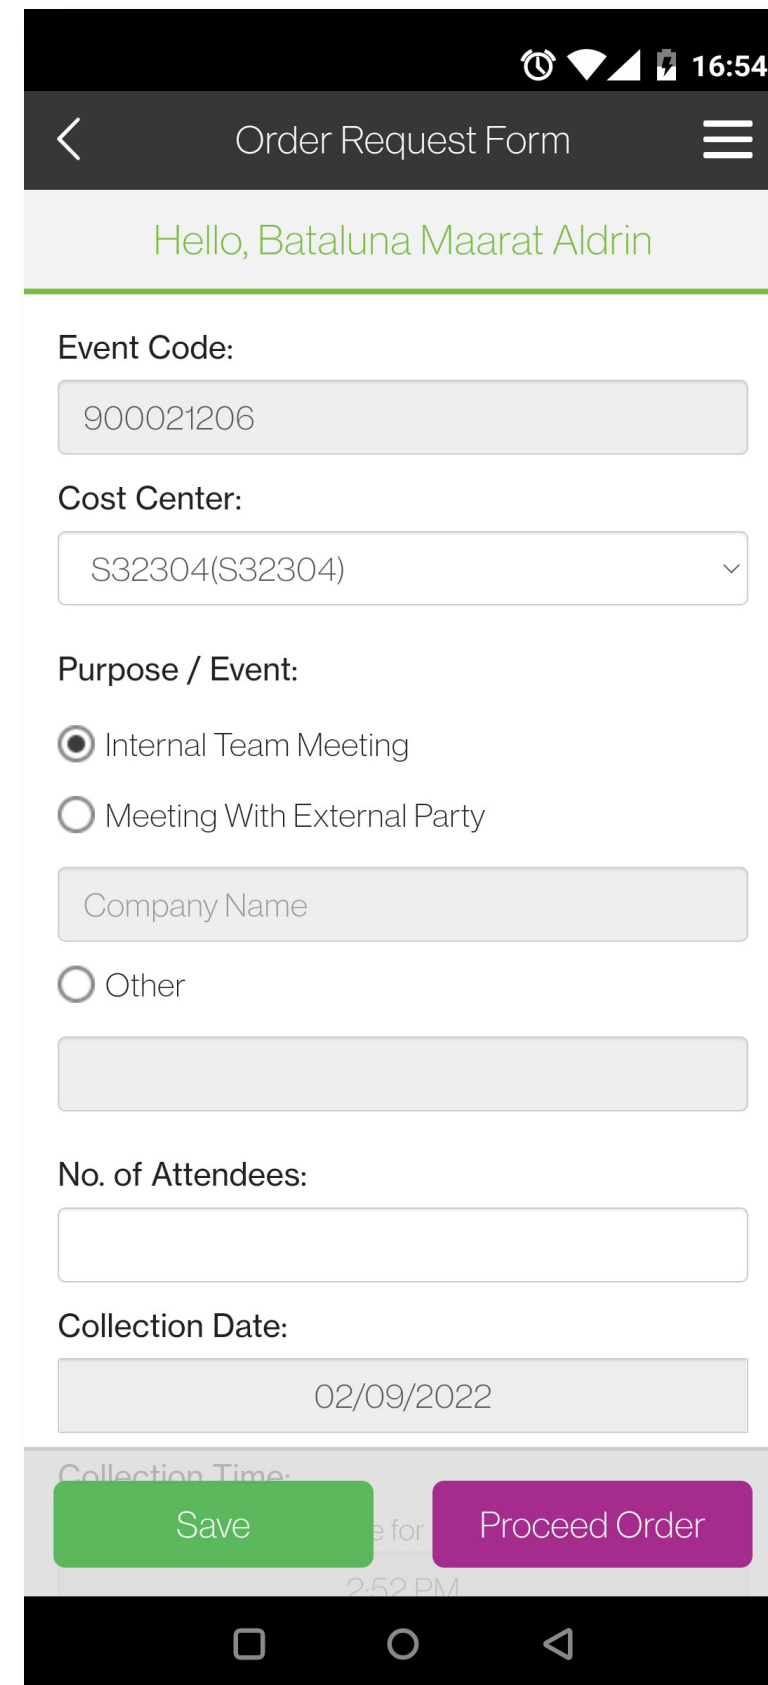 16:54
Order Request Form
Hello, Bataluna Maarat Aldrin
Event Code:
900021206
Cost Center:
S32304(S32304)
Purpose / Event:
Internal Team Meeting
Meeting With External Party
Company Name
Other
No. of Attendees:
Collection Date:
02/09/2022
Collection Time:
Save
for
Proceed Order
2:52 PM